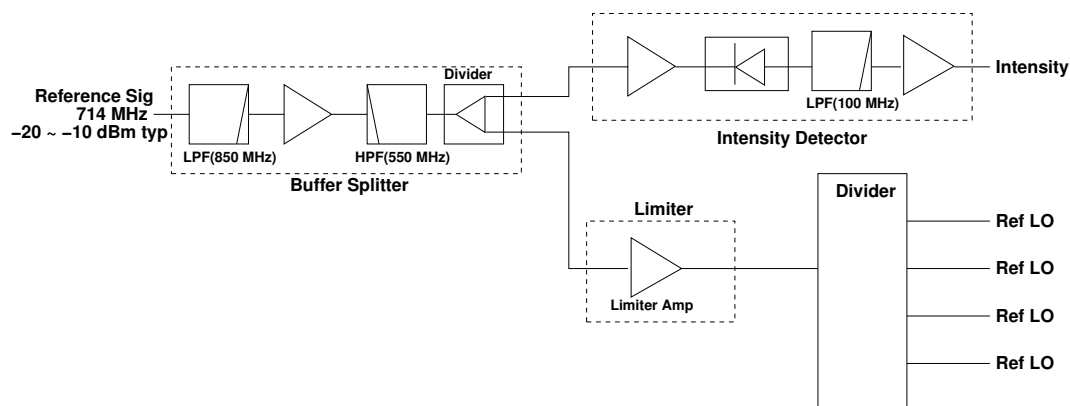 Reference Sig
714 MHz
−20 ~ −10 dBm typ
LPF(850 MHz)
HPF(550 MHz)
Divider
Buffer Splitter
LPF(100 MHz)
Intensity Detector
Intensity
Limiter
Limiter Amp
Divider
Ref LO
Ref LO
Ref LO
Ref LO